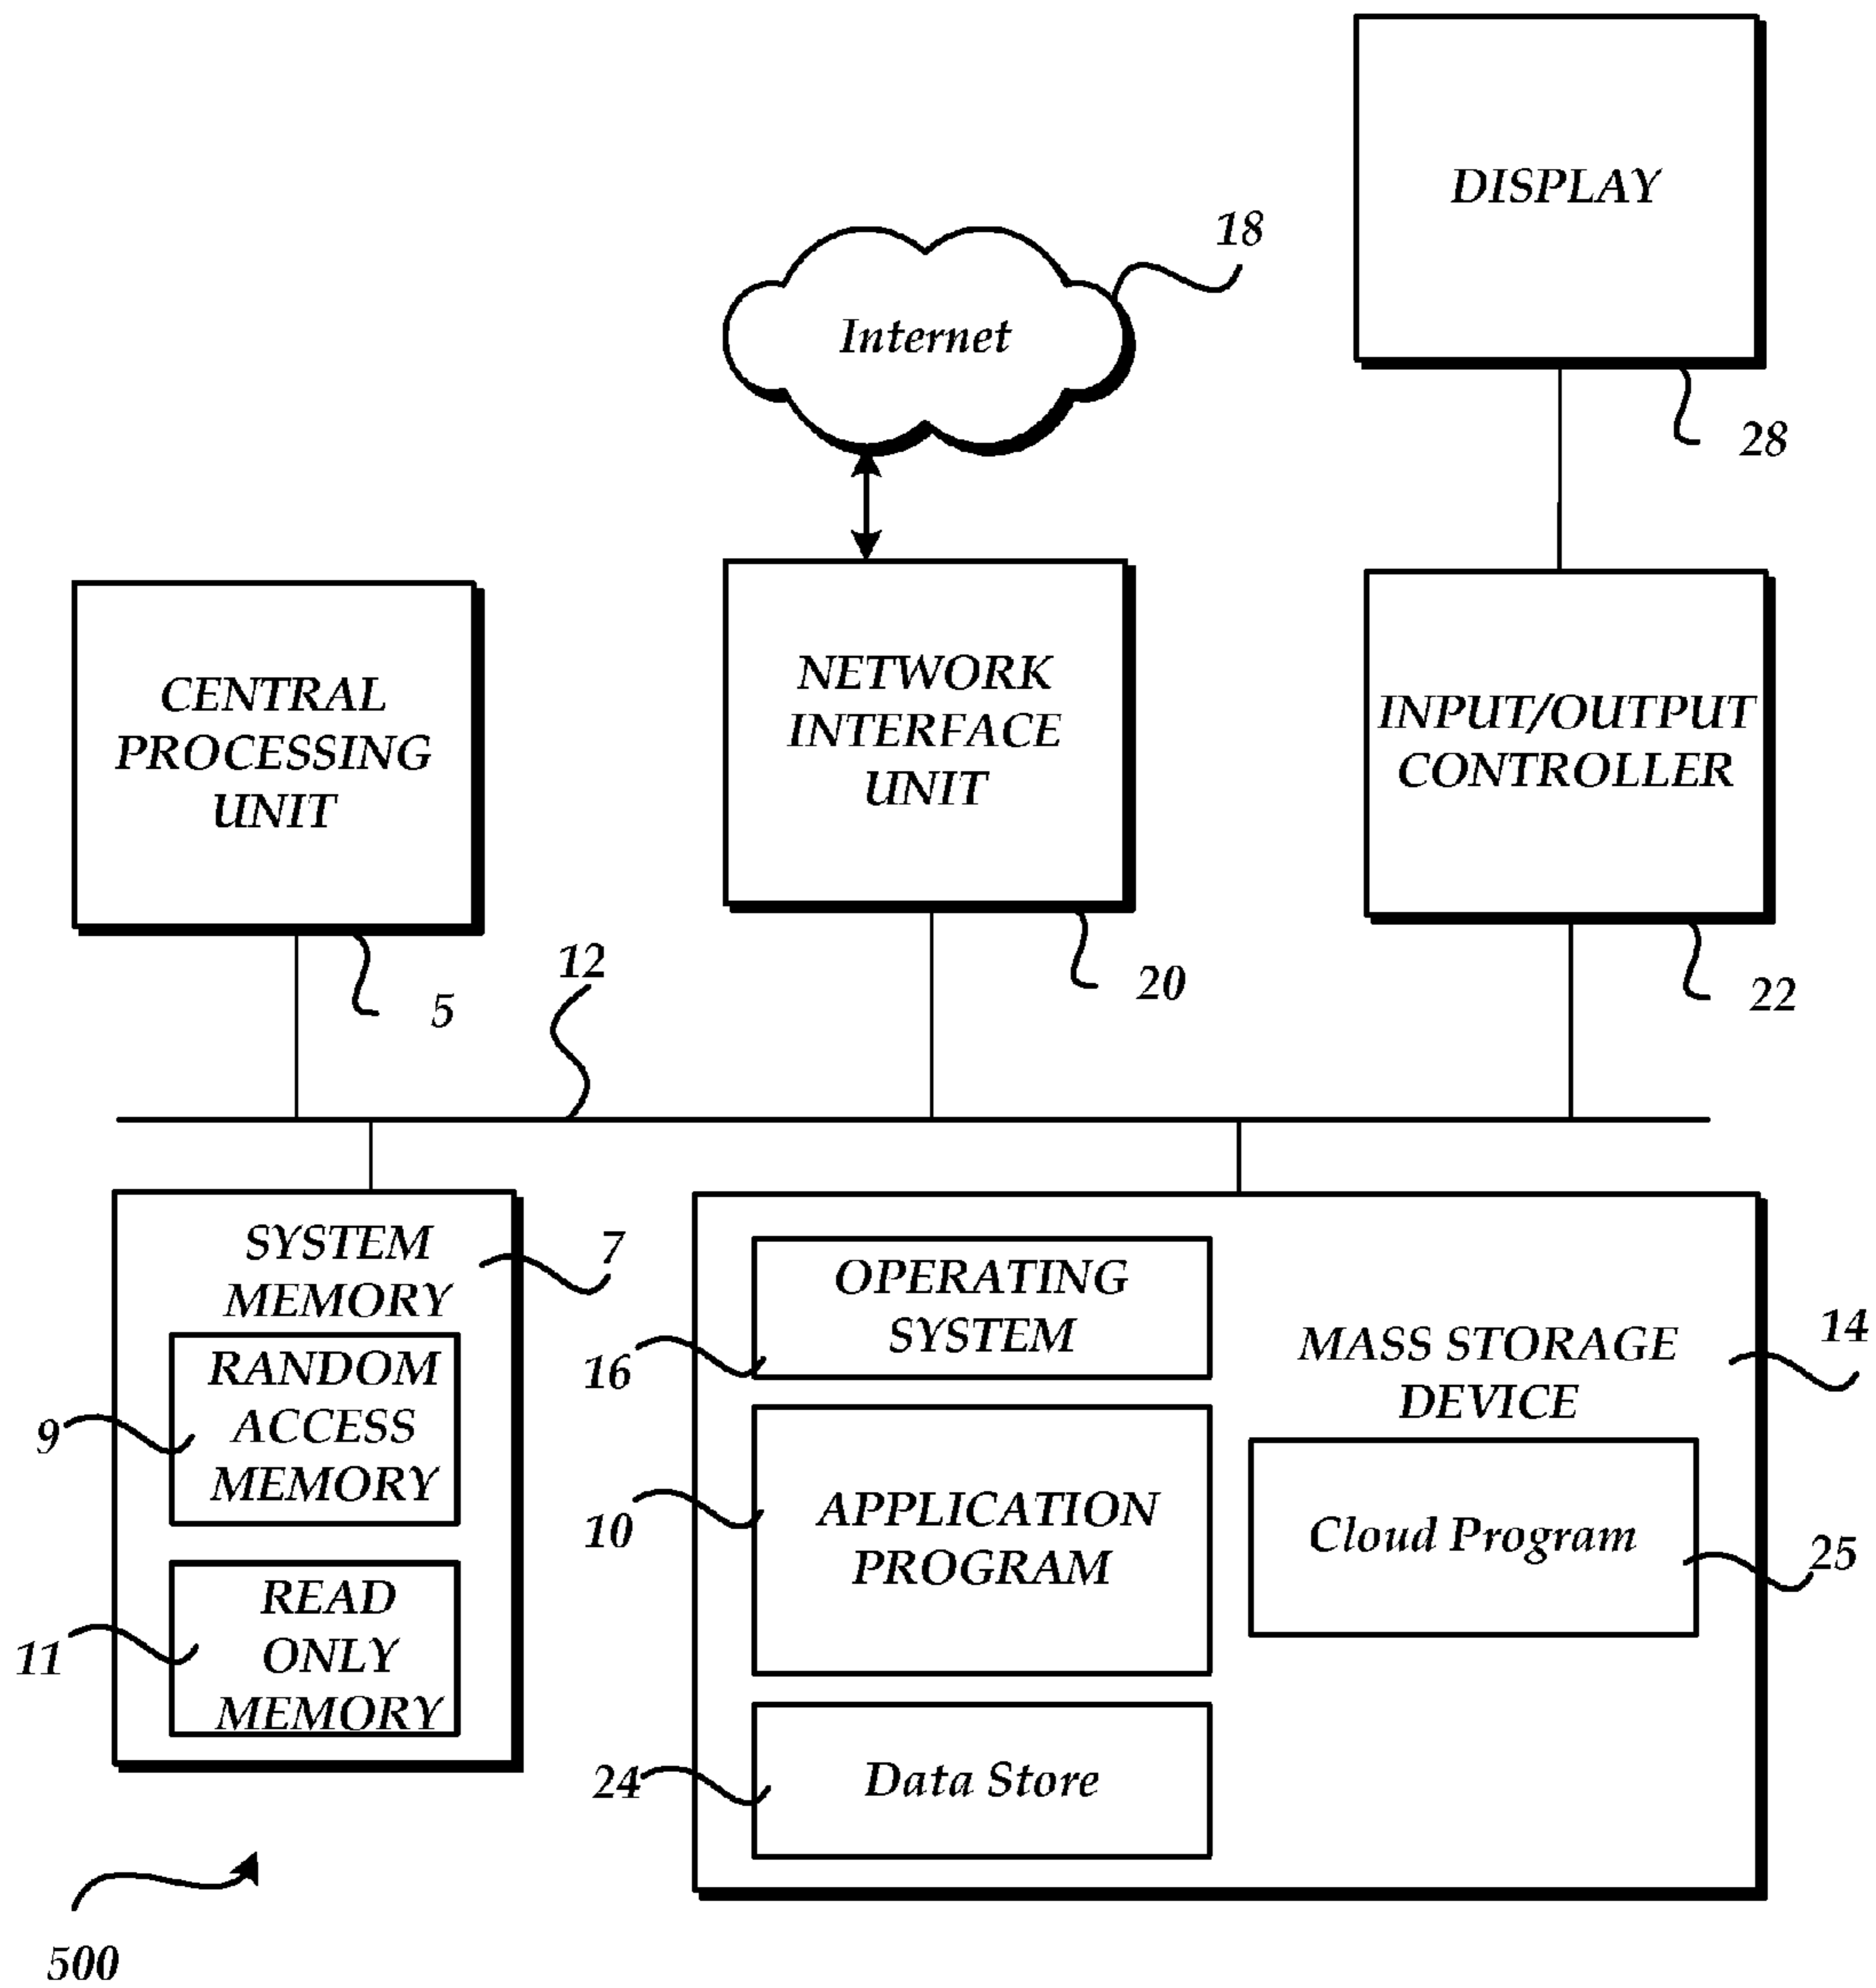 DISPLAY
28
18
Internet
CENTRAL
PROCESSING
UNIT
5
NETWORK
INTERFACE
UNIT
20
INPUT/OUTPUT
CONTROLLER
22
12
SYSTEM
MEMORY
7
RANDOM
ACCESS
MEMORY
9
READ
ONLY
MEMORY
11
OPERATING
SYSTEM
16
MASS STORAGE
DEVICE
14
APPLICATION
PROGRAM
10
Cloud Program
25
Data Store
24
500